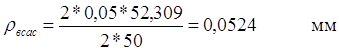 ρвсас = 2*0,05*52,309 / 2*50 = 0,0524 мм